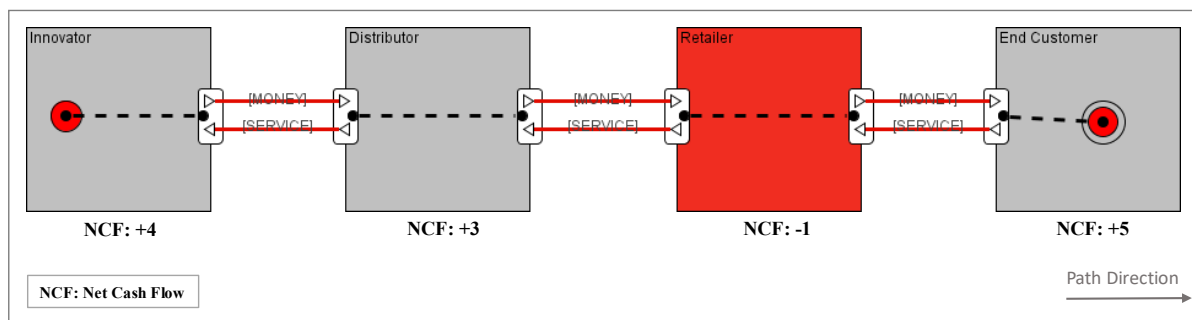 Innovator
Distributor
Retailer
End Customer
[MONEY]
[MONEY]
[MONEY]
[SERVICE]
[SERVICE]
[SERVICE]
NCF: +4
NCF: +3
NCF: -1
NCF: +5
NCF: Net Cash Flow
Path Direction